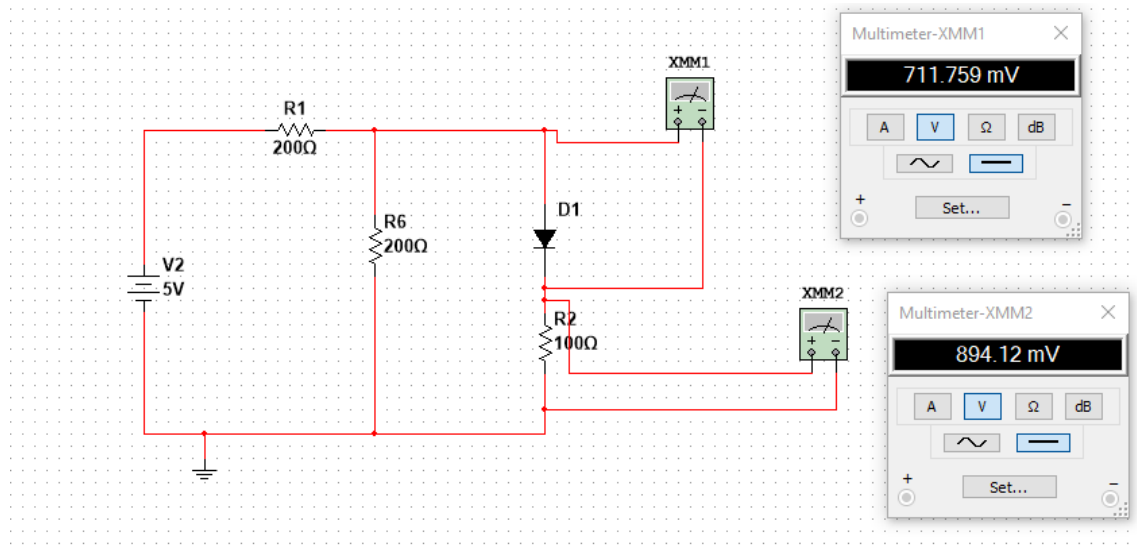 Multimeter-XMM1
711.759 mV
A V Ω dB
+ Set... −
XMM1
+ −
R1
200Ω
D1
R6
200Ω
V2
5V
XMM2
+ −
R2
100Ω
Multimeter-XMM2
894.12 mV
A V Ω dB
+ Set... −